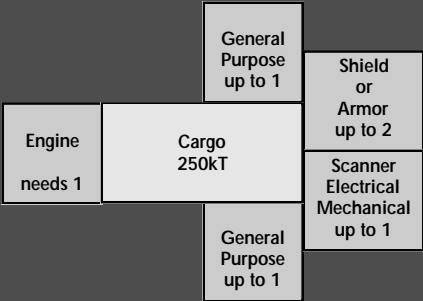 General
Purpose
up to 1
Shield
or
Armor
up to 2
Engine
needs 1
Cargo
250kT
Scanner
Electrical
Mechanical
up to 1
General
Purpose
up to 1